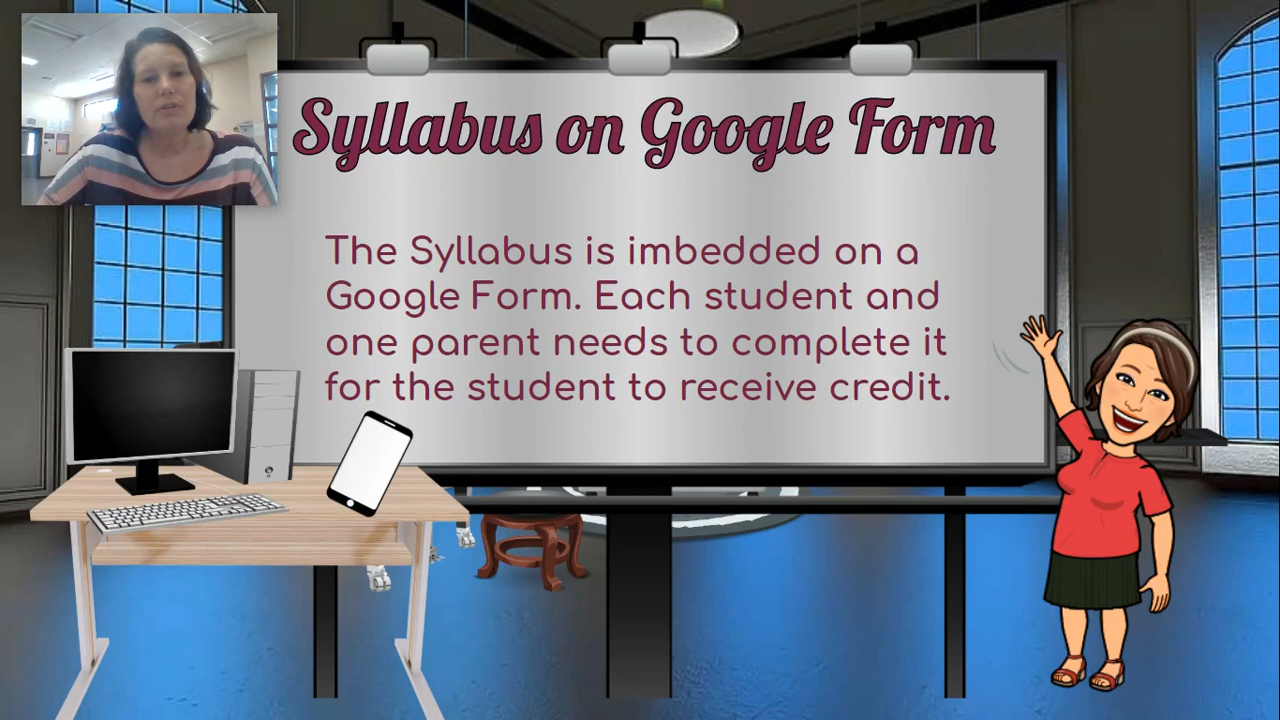 Syllabus on Google Form
The Syllabus is imbedded on a
Google Form. Each student and
one parent needs to complete it
for the student to receive credit.